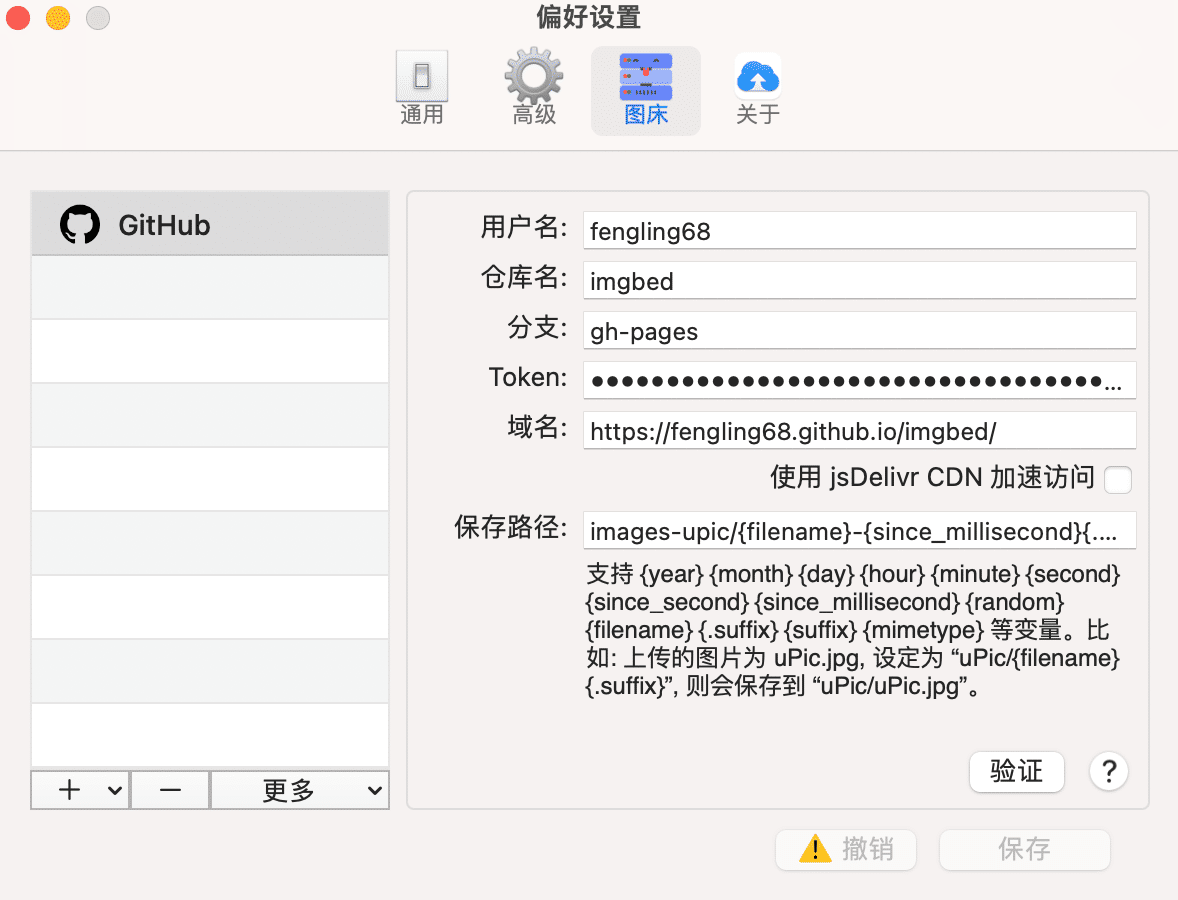 偏好设置
通用
高级
图床
关于
GitHub
用户名:
fengling68
仓库名:
imgbed
分支:
gh-pages
Token:
●●●●●●●●●●●●●●●●●●●●●●●●●●●●●●●●●●...
域名:
https://fengling68.github.io/imgbed/
使用 jsDelivr CDN 加速访问
保存路径:
images-upic/{filename}-{since_millisecond}{....
支持 {year} {month} {day} {hour} {minute} {second}
{since_second} {since_millisecond} {random}
{filename} {.suffix} {suffix} {mimetype} 等变量。比
如: 上传的图片为 uPic.jpg, 设定为 “uPic/{filename}
{.suffix}”, 则会保存到 “uPic/uPic.jpg”。
验证
?
+
−
更多
撤销
保存